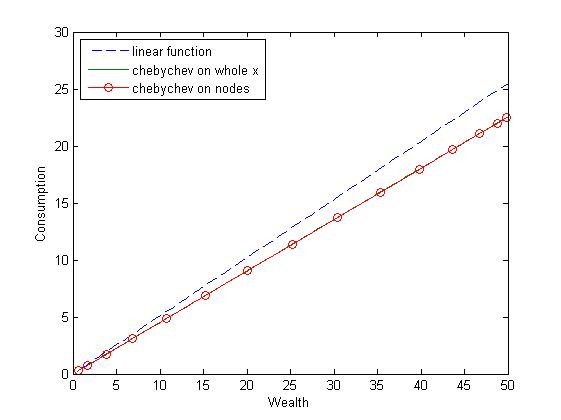 30
25
20
15
10
5
0
linear function
chebychev on whole x
chebychev on nodes
Consumption
0 5 10 15 20 25 30 35 40 45 50
Wealth